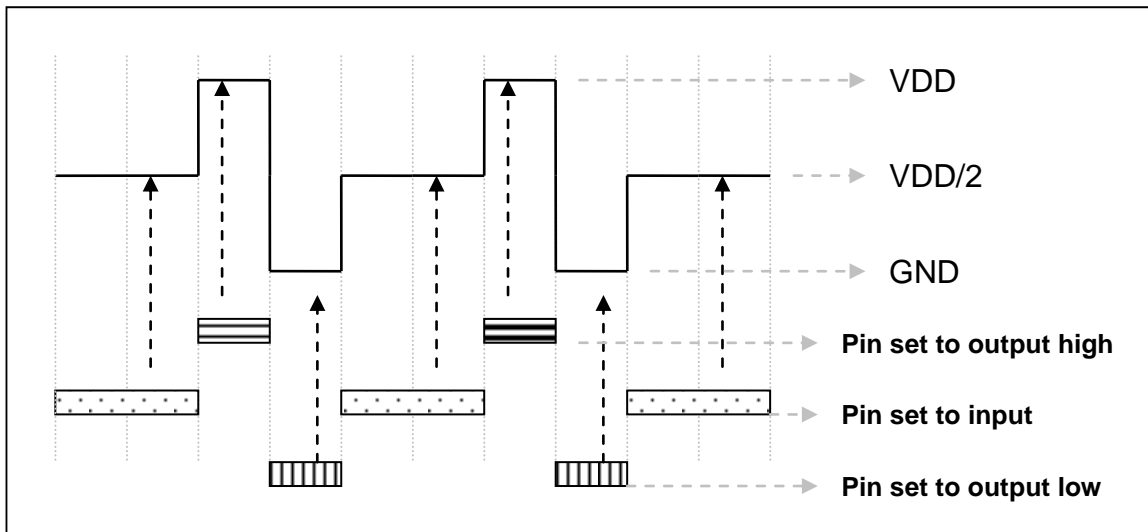 VDD
VDD/2
GND
Pin set to output high
Pin set to input
Pin set to output low